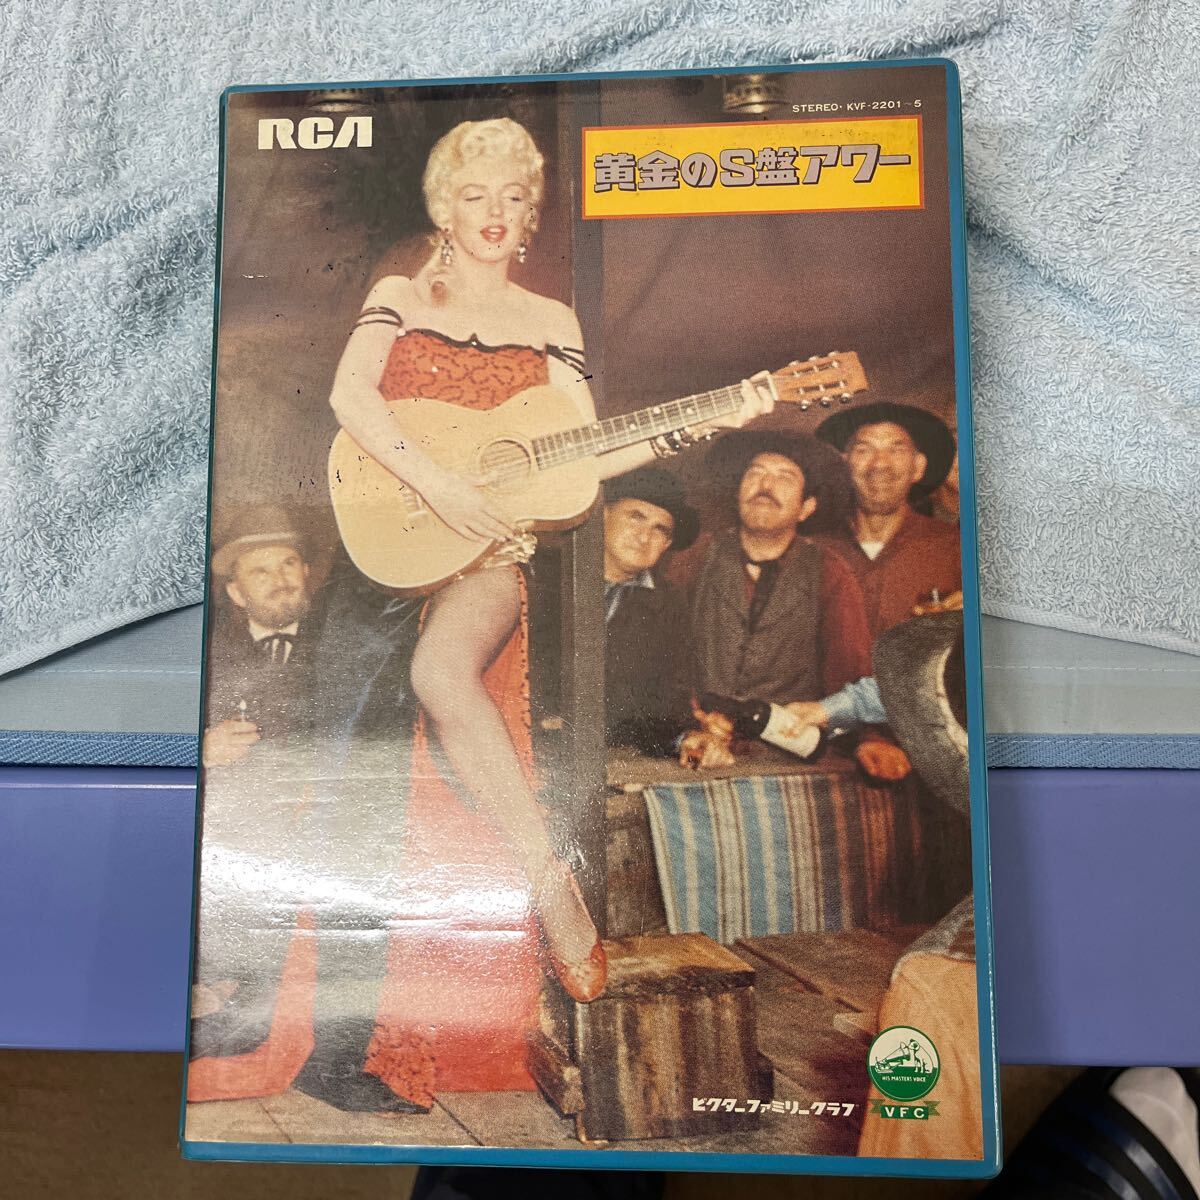 STEREO・KVF-2201~5
RCA
黄金のS盤アワー
HIS MASTERS VOICE
ビクターファミリークラブ
VFC